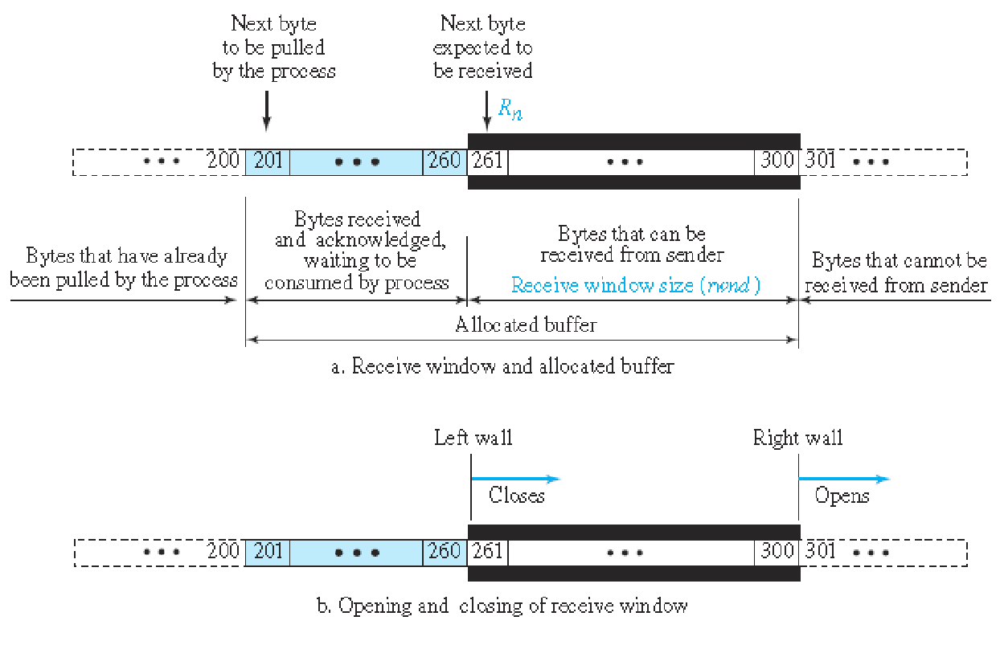 Next byte
to be pulled
by the process
Next byte
expected to
be received
Rn
••• 200 201 ••• 260 261 ••• 300 301 •••
Bytes that have already
been pulled by the process
Bytes received
and acknowledged,
waiting to be
consumed by process
Bytes that can be
received from sender
Receive window size (rwnd)
Bytes that cannot be
received from sender
Allocated buffer
a. Receive window and allocated buffer
Left wall
Right wall
Closes
Opens
••• 200 201 ••• 260 261 ••• 300 301 •••
b. Opening and closing of receive window